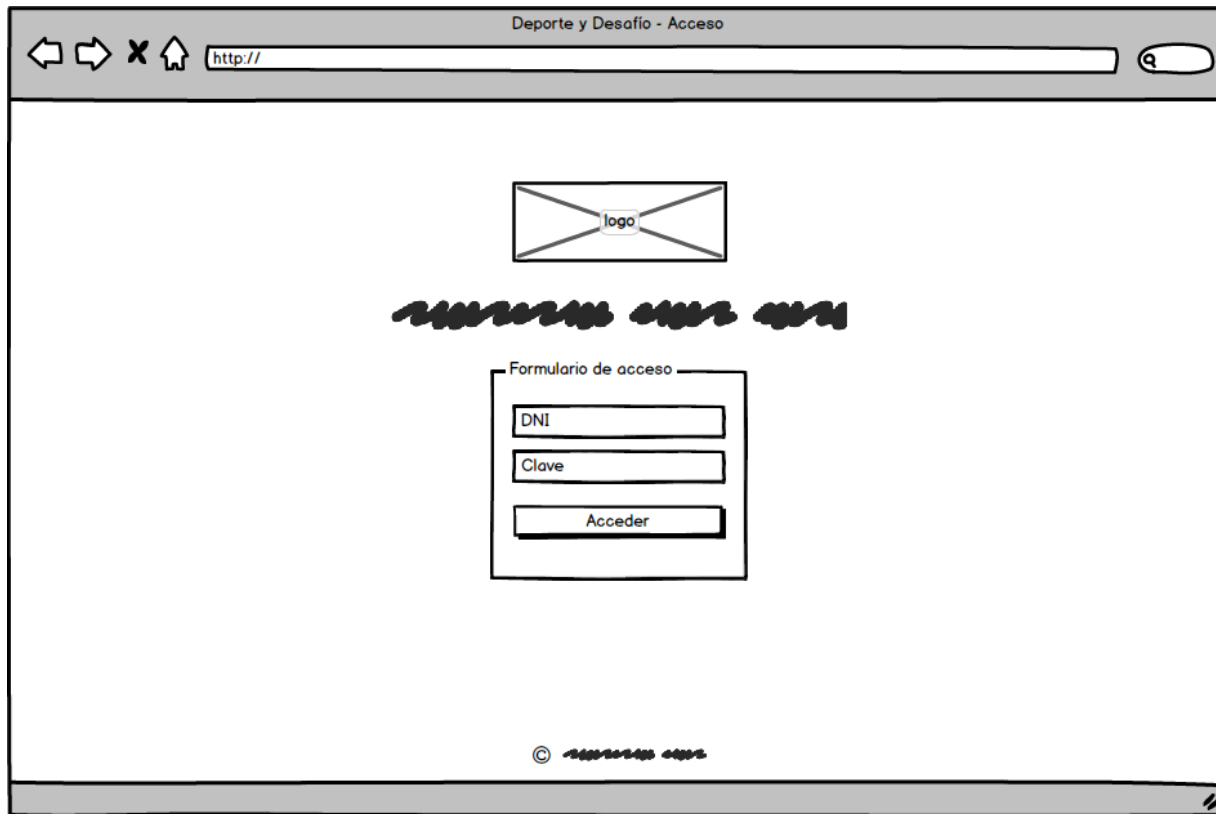 Deporte y Desafío - Acceso
http://
logo
Formulario de acceso
DNI
Clave
Acceder
©